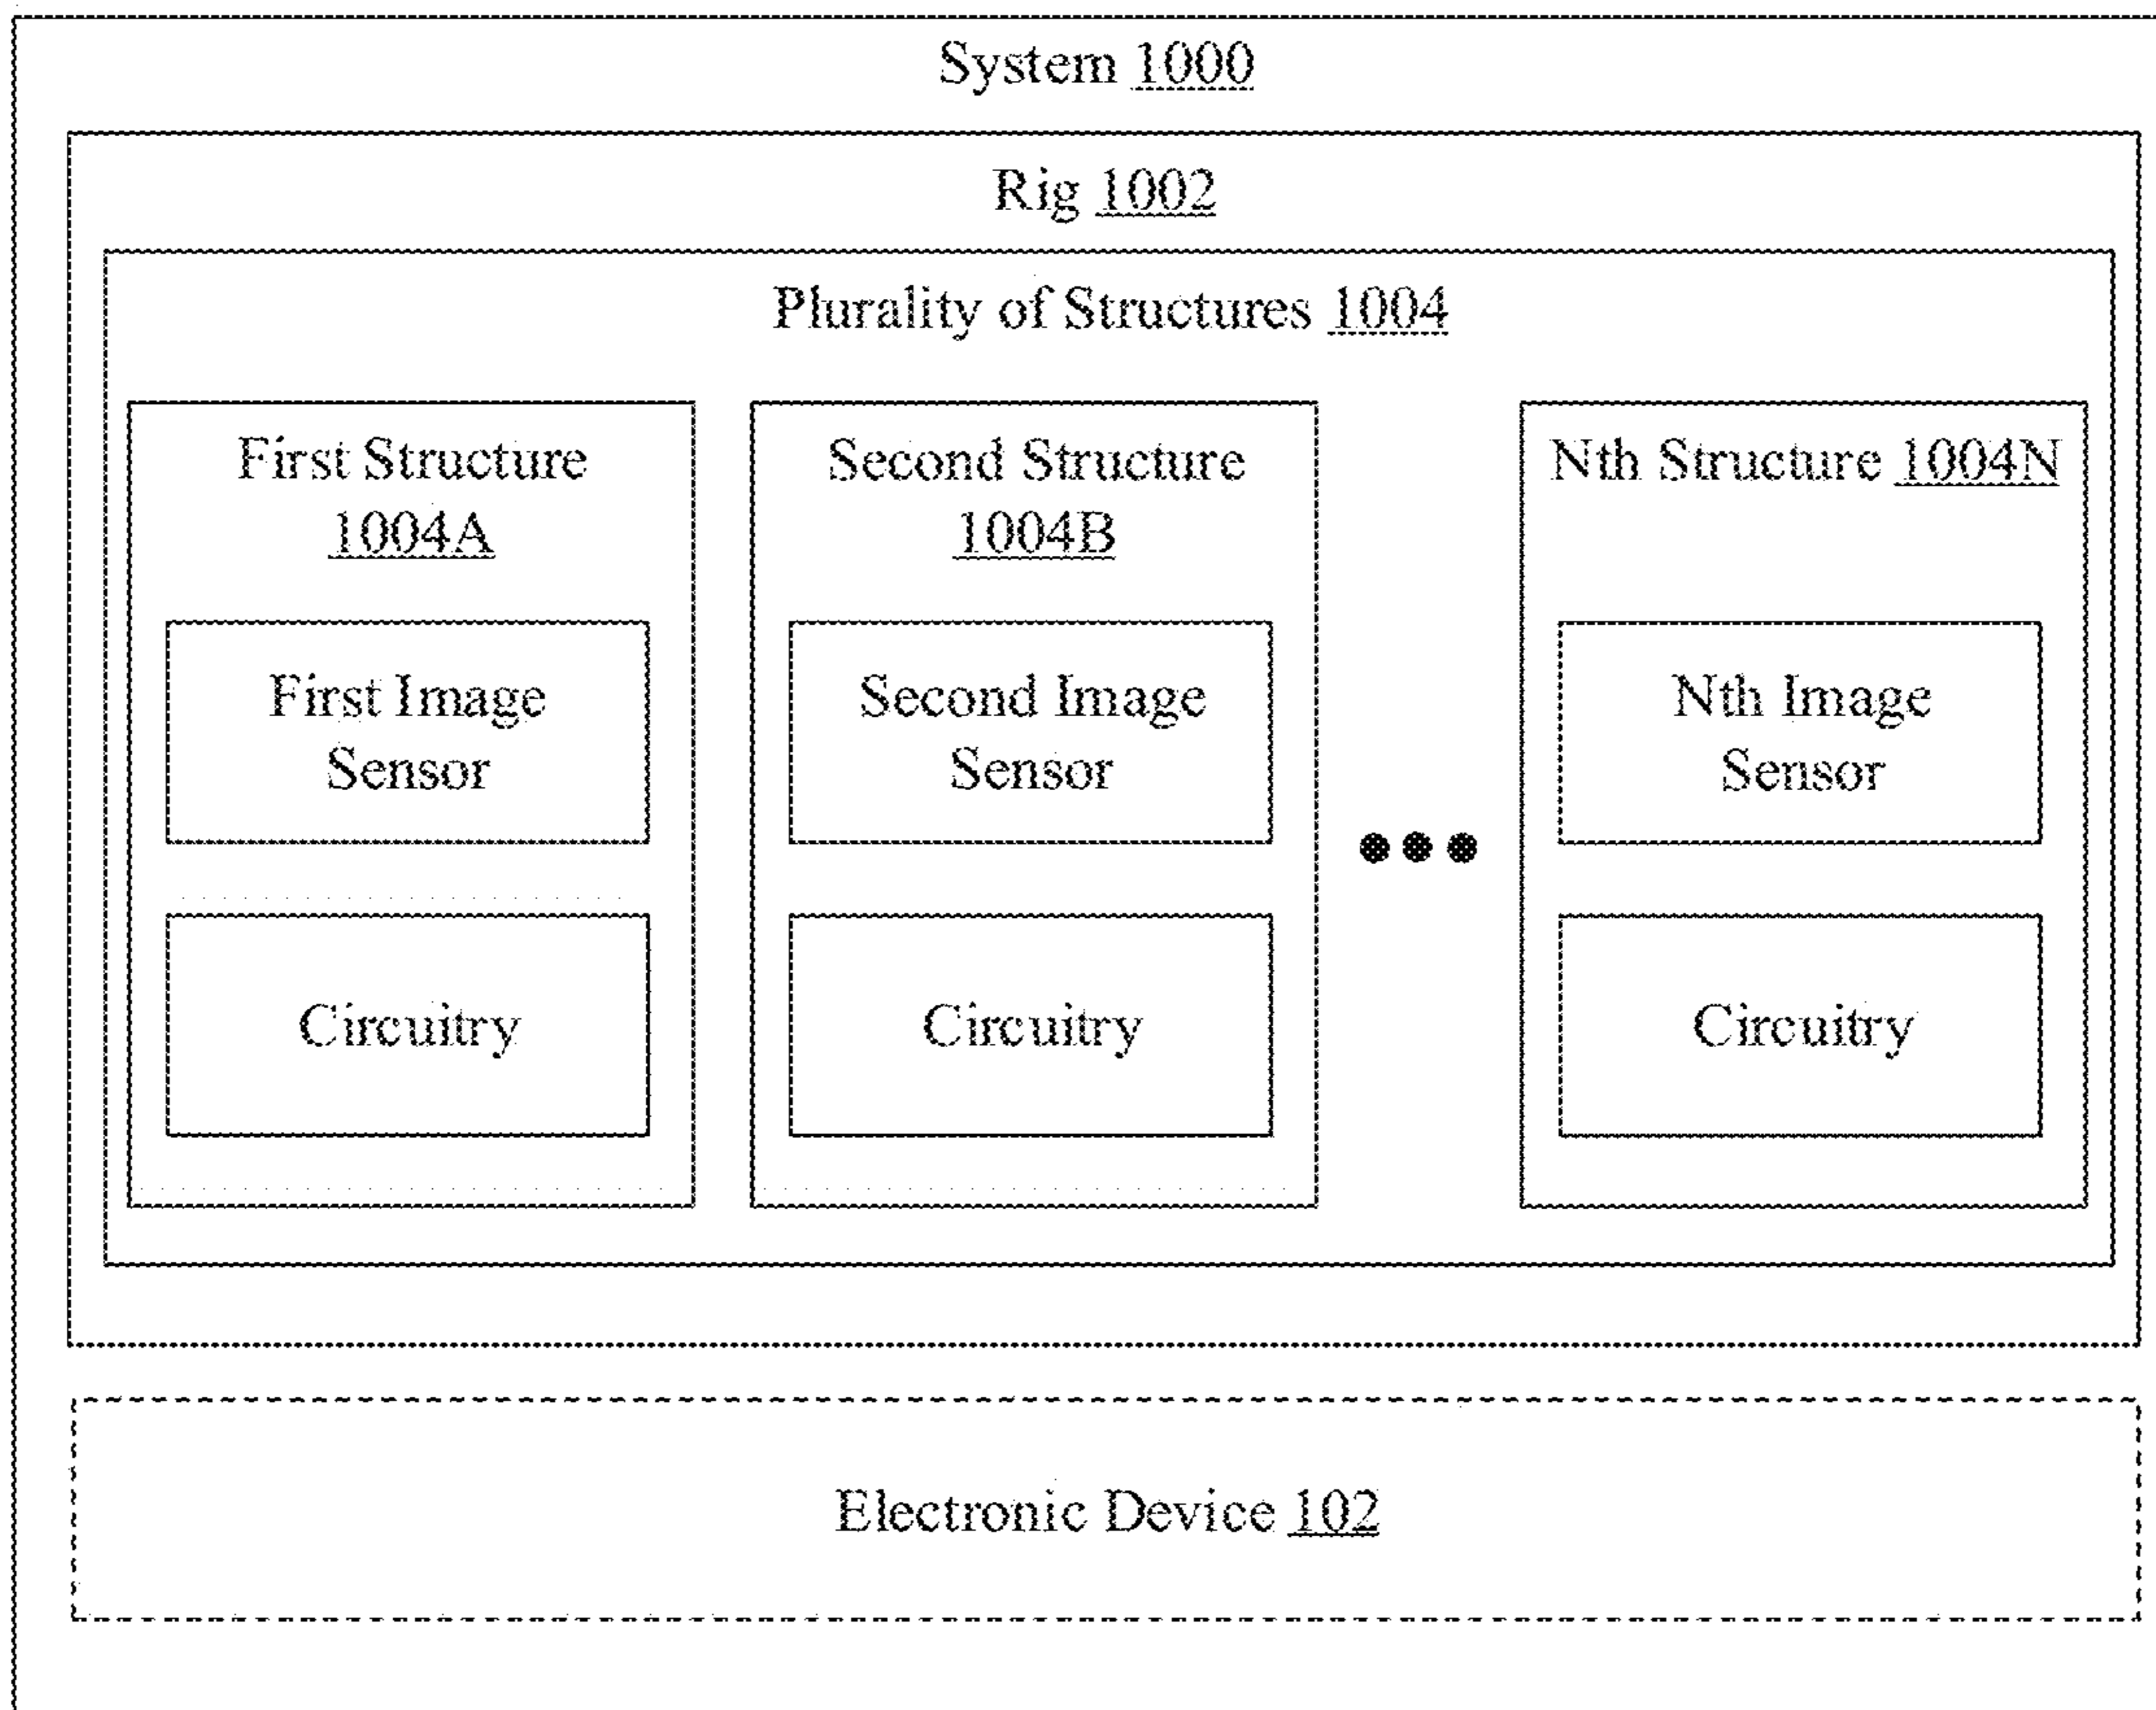 System 1000
Rig 1002
Plurality of Structures 1004
First Structure
1004A
First Image
Sensor
Circuitry
Second Structure
1004B
Second Image
Sensor
Circuitry
Nth Structure 1004N
Nth Image
Sensor
Circuitry
Electronic Device 102